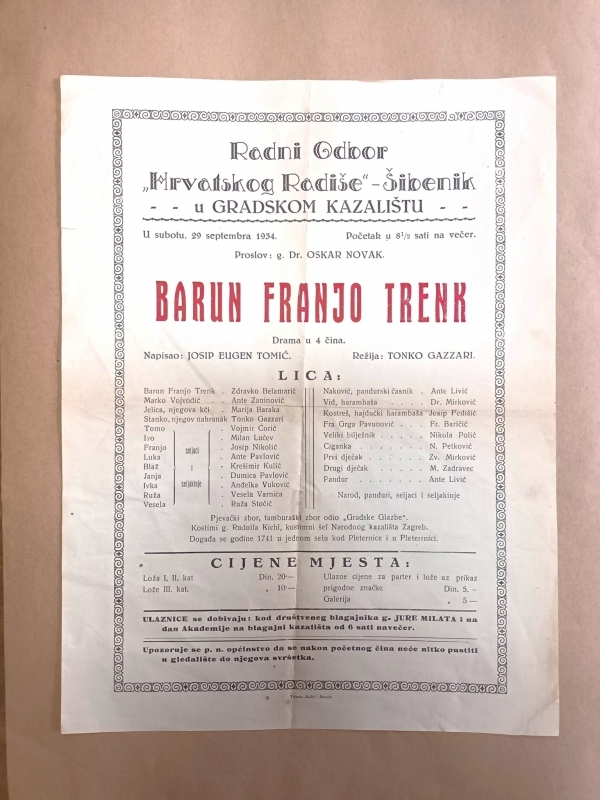 Radni Odbor
„Hrvatskog Radiše“ - Šibenik
- - u GRADSKOM KAZALIŠTU - -
U subotu, 29 septembra 1934. Početak u 8½ sati na večer.
Proslov: g. Dr. OSKAR NOVAK.
BARUN FRANJO TRENK
Drama u 4 čina.
Napisao: JOSIP EUGEN TOMIĆ. Režija: TONKO GAZZARI.
LICA:
Barun Franjo Trenk . Zdravko Belamarić
Marko Vojvodić . . Ante Zaninović
Jelica, njegova kći . Marija Baraka
Stanko, njegov nahranak Tonko Gazzari
Tomo . Vojmir Ćorić
Ivo . Milan Lučev
Franjo seljaci . Josip Nikolić
Luka . Ante Pavlović
Blaž i . Krešimir Kulić
Janja . Dumica Pavlović
Ivka seljakinje . Anđelka Vuković
Ruža . Vesela Varnica
Vesela . Ruža Stočić
Naković, pandurski časnik . Ante Livić
Vid, harambaša . . . . Dr. Mirković
Kostreš, hajdučki harambaša Josip Pedišić
Fra Grga Pavunović . . Fr. Baričić
Veliki bilježnik . . . . Nikola Polić
Ciganka . . . . . . N. Petković
Prvi dječak . . . . . Zv. Mirković
Drugi dječak . . . . M. Zadravec
Pandur . . . . . . Ante Livić
Narod, panduri, seljaci i seljakinje
Pjevački zbor, tamburaški zbor odio „Gradske Glazbe“.
Kostimi g. Rudolfa Kichl, kostimni šef Narodnog kazališta Zagreb.
Događa se godine 1741 u jednom selu kod Pleternice i u Pleternici.
CIJENE MJESTA:
Loža I. II. kat Din. 20·—
Lože III. kat. „ 10·—
Ulazne cijene za parter i lože uz prikaz
prigodne značke Din. 5.—
Galerija „ 5—
ULAZNICE se dobivaju: kod društvenog blagajnika g. JURE MILATA i na
dan Akademije na blagajni kazališta od 6 sati navečer.
Upozoruje se p. n. općinstvo da se nakon početnog čina neće nitko pustiti
u gledalište do njegova svršetka.